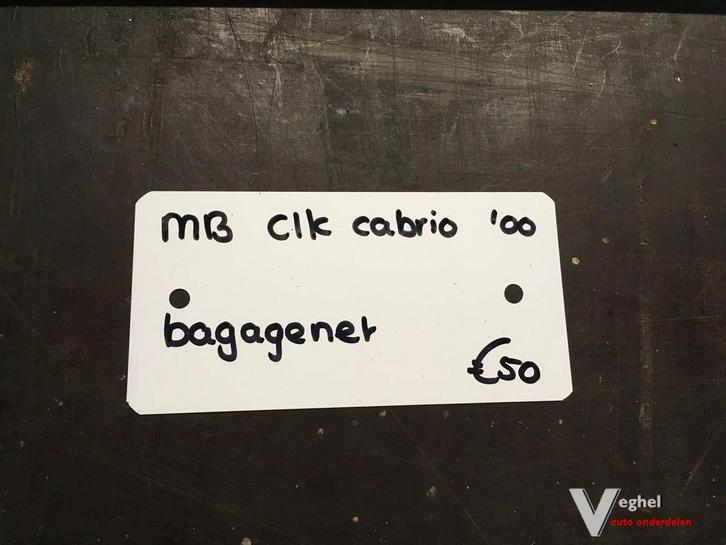 MB Clk cabrio '00
bagagenet
€50
Veghel
auto onderdelen